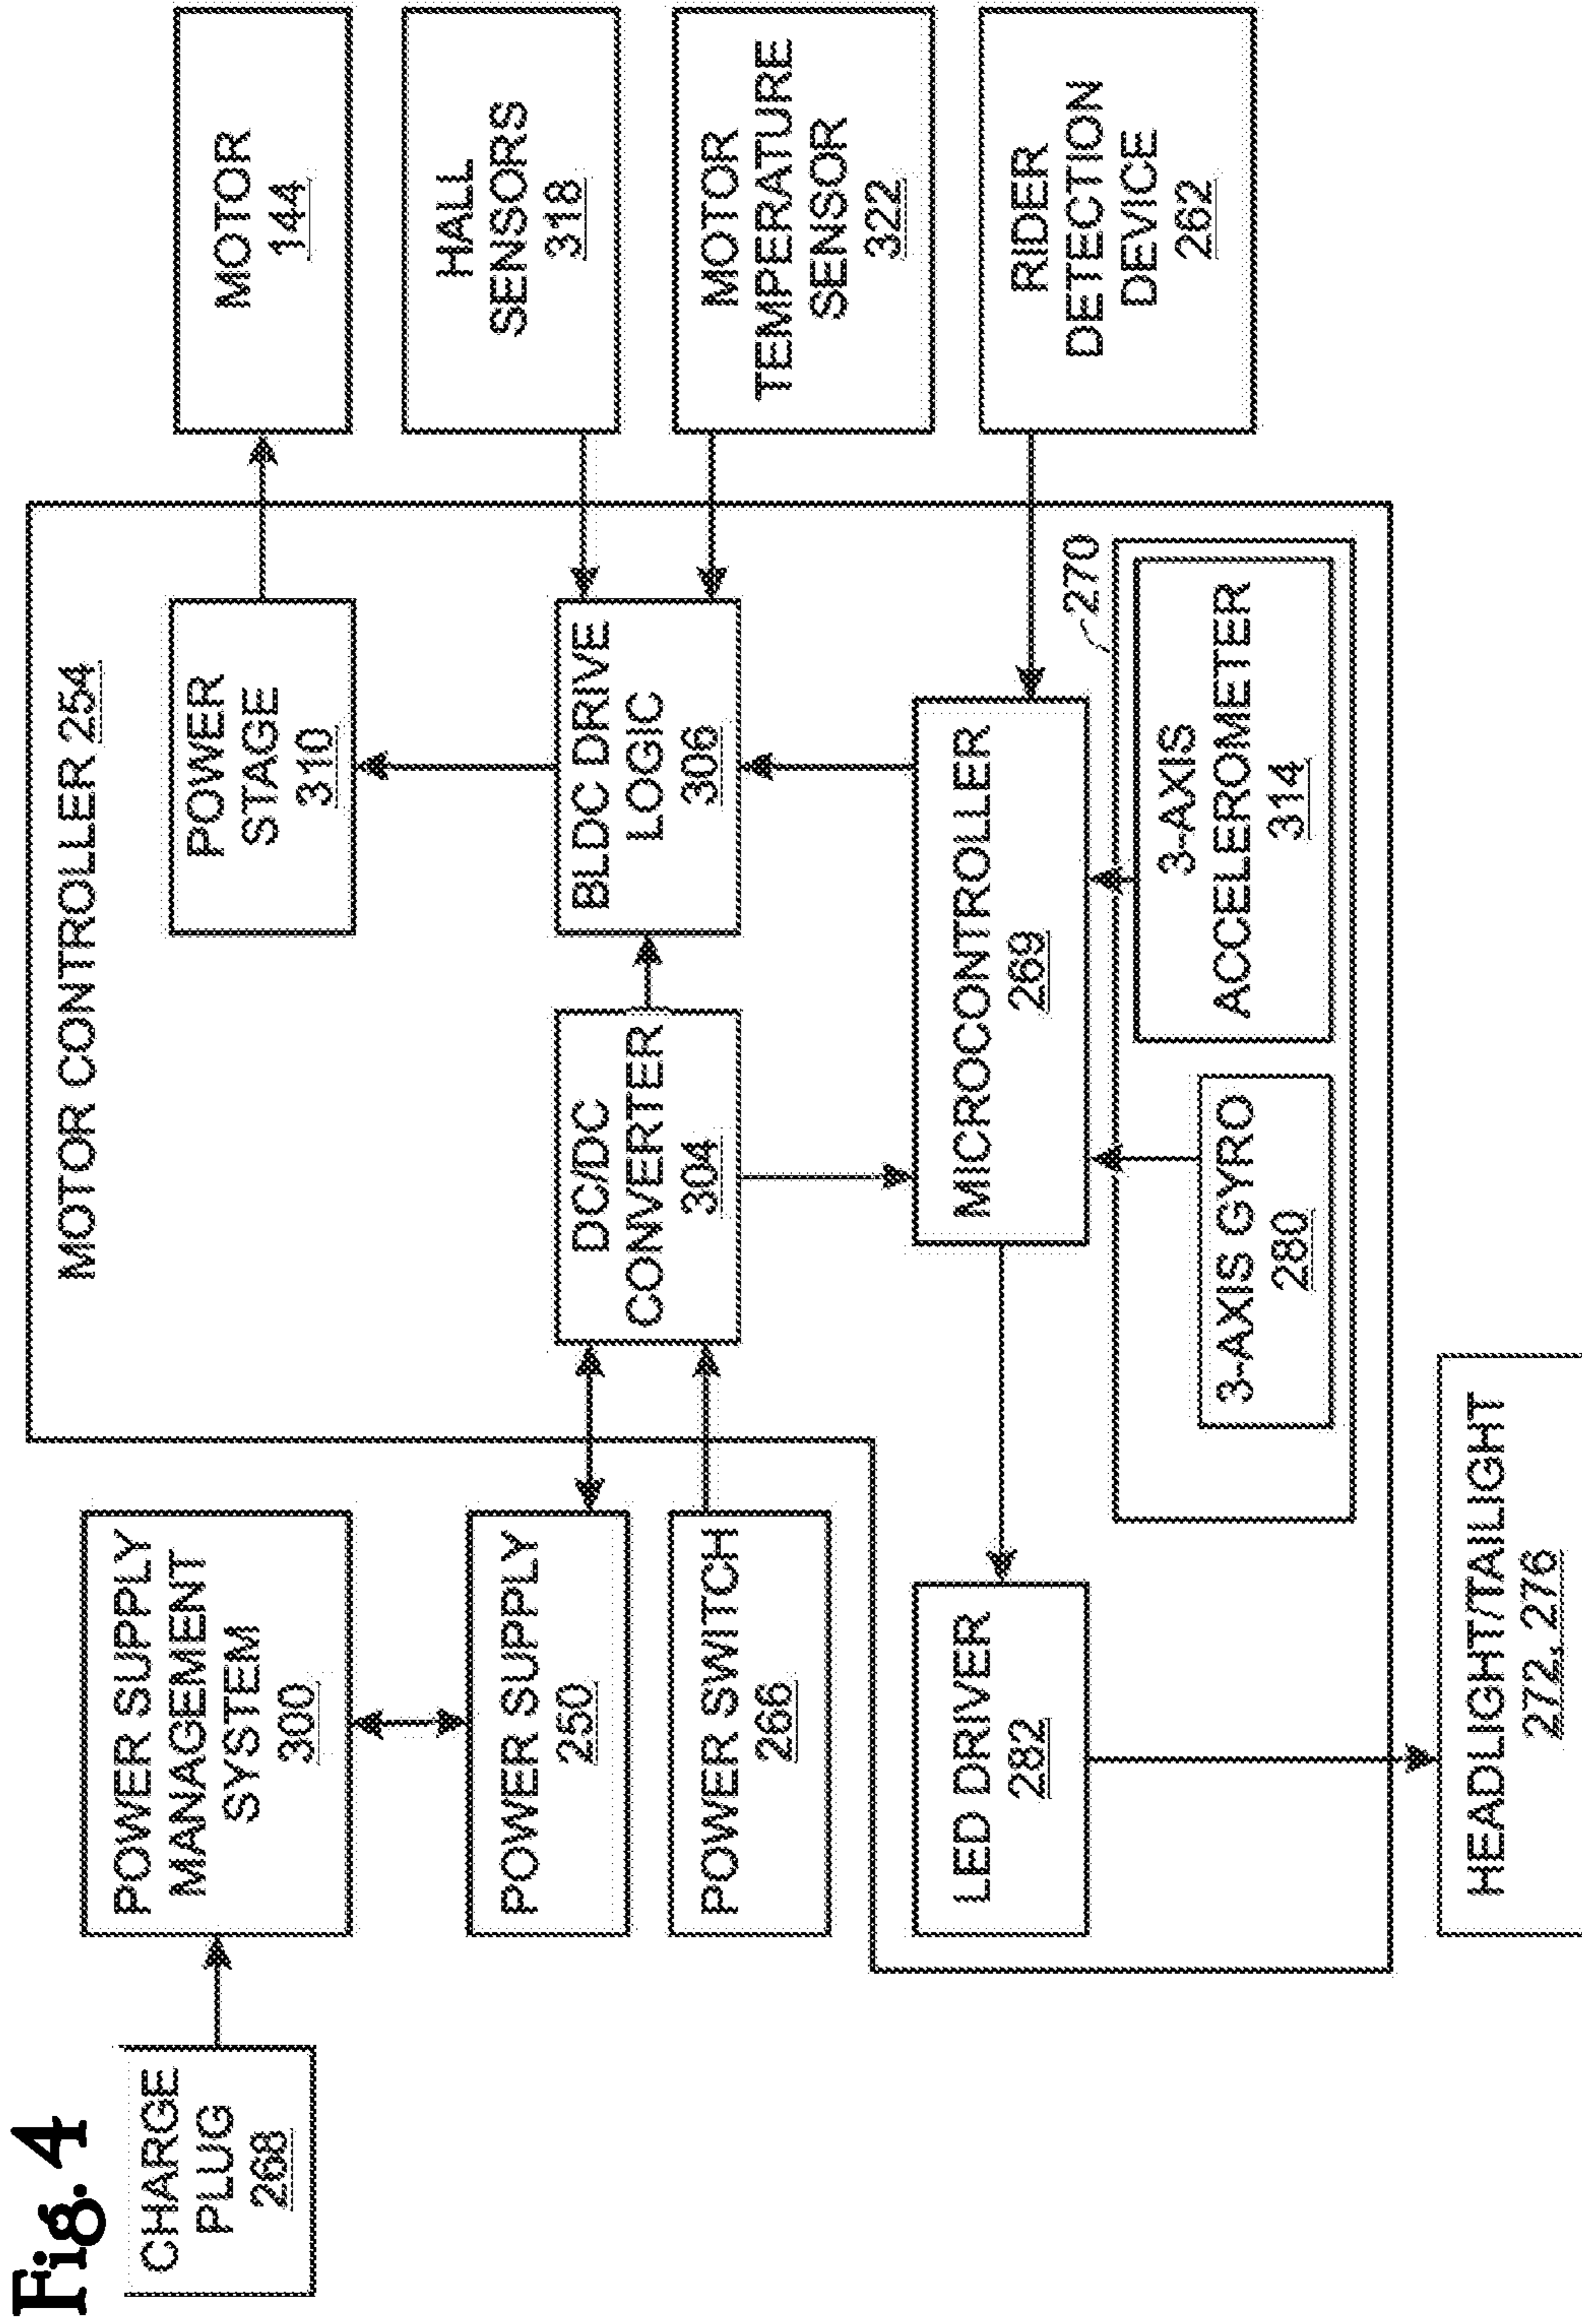 Fig. 4
CHARGE
PLUG
268
POWER SUPPLY
MANAGEMENT
SYSTEM
300
POWER SUPPLY
250
POWER SWITCH
266
MOTOR CONTROLLER 254
DC/DC
CONVERTER
304
BLDC DRIVE
LOGIC
306
POWER
STAGE
310
LED DRIVER
282
MICROCONTROLLER
269
270
3-AXIS GYRO
280
3-AXIS
ACCELEROMETER
314
HEADLIGHT/TAILIGHT
272, 276
MOTOR
144
HALL
SENSORS
318
MOTOR
TEMPERATURE
SENSOR
322
RIDER
DETECTION
DEVICE
262